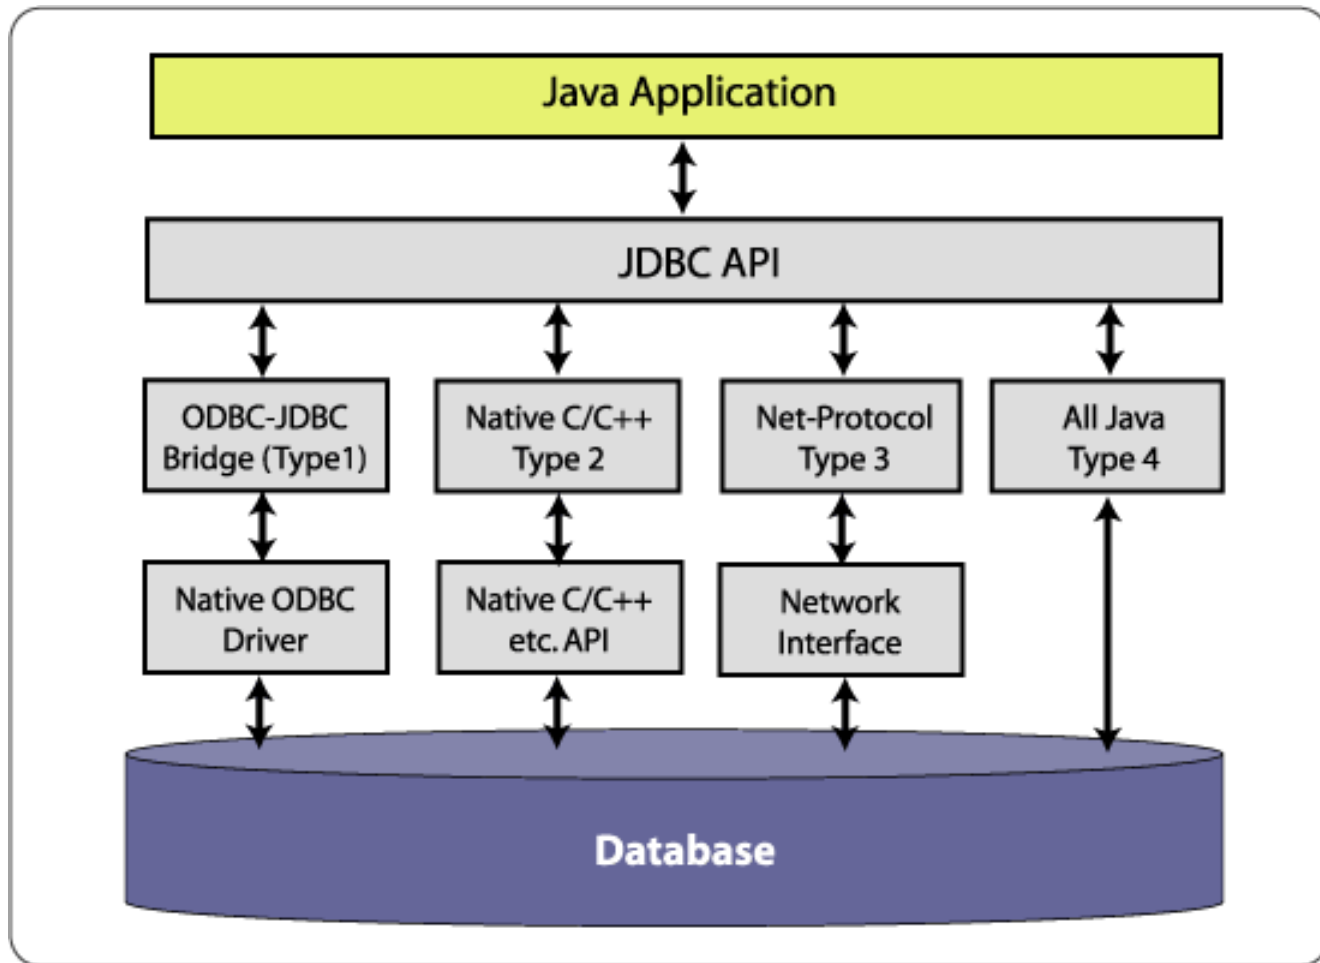 Java Application
JDBC API
ODBC-JDBC
Bridge (Type1)
Native C/C++
Type 2
Net-Protocol
Type 3
All Java
Type 4
Native ODBC
Driver
Native C/C++
etc. API
Network
Interface
Database